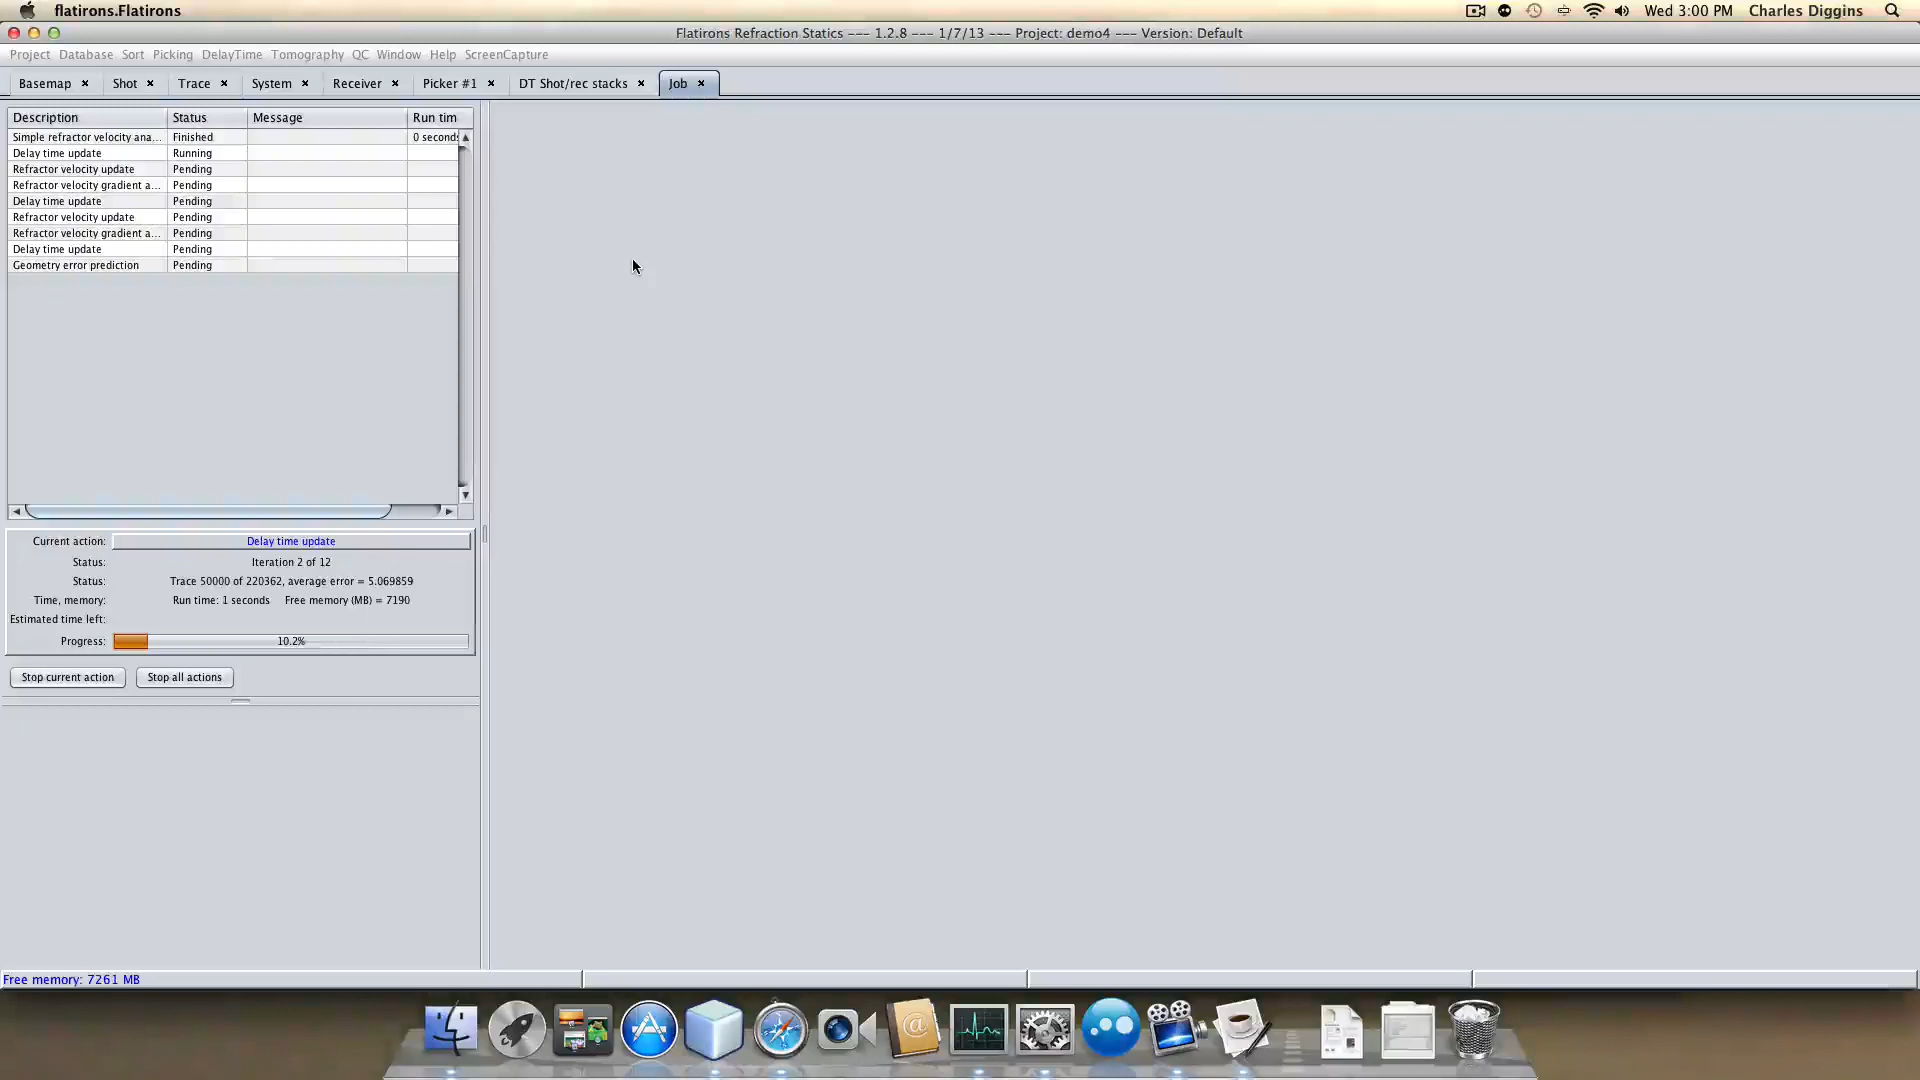 flatirons.Flatirons
Wed 3:00 PM Charles Diggins
Flatirons Refraction Statics --- 1.2.8 --- 1/7/13 --- Project: demo4 --- Version: Default
Project Database Sort Picking DelayTime Tomography QC Window Help ScreenCapture
Basemap × Shot × Trace × System × Receiver × Picker #1 × DT Shot/rec stacks × Job ×
Description Status Message Run tim
Simple refractor velocity ana... Finished 0 seconds
Delay time update Running
Refractor velocity update Pending
Refractor velocity gradient a... Pending
Delay time update Pending
Refractor velocity update Pending
Refractor velocity gradient a... Pending
Delay time update Pending
Geometry error prediction Pending
Current action: Delay time update
Status: Iteration 2 of 12
Status: Trace 50000 of 220362, average error = 5.069859
Time, memory: Run time: 1 seconds Free memory (MB) = 7190
Estimated time left:
Progress: 10.2%
Stop current action Stop all actions
Free memory: 7261 MB